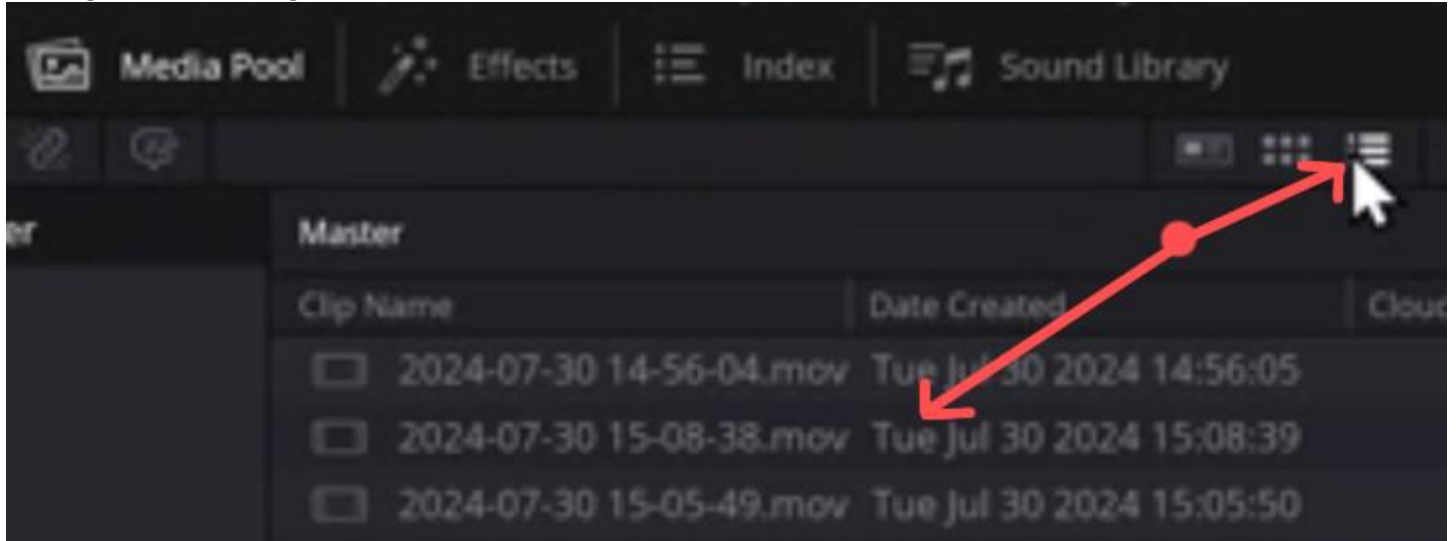 Media Pool Effects Index Sound Library
er Master
Clip Name Date Created Cloud
2024-07-30 14-56-04.mov Tue Jul 30 2024 14:56:05
2024-07-30 15-08-38.mov Tue Jul 30 2024 15:08:39
2024-07-30 15-05-49.mov Tue Jul 30 2024 15:05:50